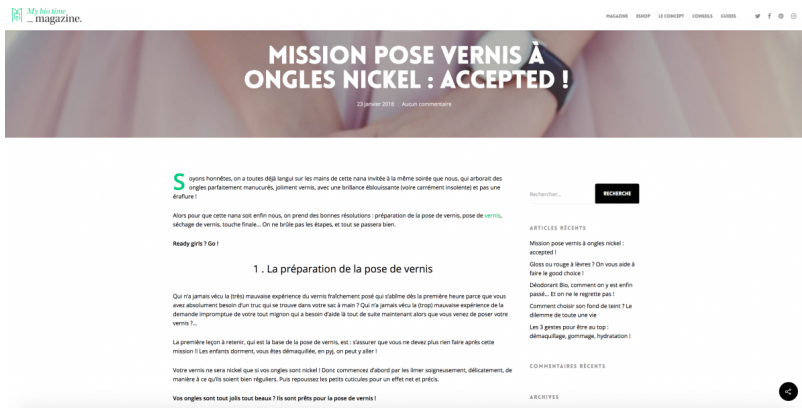 My bio time
_ magazine.
MAGAZINE ESHOP LE CONCEPT CONSEILS GUIDES
MISSION POSE VERNIS À
ONGLES NICKEL : ACCEPTED !
23 janvier 2018 Aucun commentaire
Soyons honnêtes, on a toutes déjà langui sur les mains de cette nana invitée à la même soirée que nous, qui arborait des
ongles parfaitement manucurés, joliment vernis, avec une brillance éblouissante (voire carrément insolente) et pas une
éraflure !
Alors pour que cette nana soit enfin nous, on prend des bonnes résolutions : préparation de la pose de vernis, pose de vernis,
séchage de vernis, touche finale... On ne brûle pas les étapes, et tout se passera bien.
Ready girls ? Go !
1 . La préparation de la pose de vernis
Qui n'a jamais vécu la (très) mauvaise expérience du vernis fraîchement posé qui s'abîme dès la première heure parce que vous
avez absolument besoin d'un truc qui se trouve dans votre sac à main ? Qui n'a jamais vécu la (trop) mauvaise expérience de la
demande impromptue de votre tout mignon qui a besoin d'aide là tout de suite maintenant alors que vous venez de poser votre
vernis ?...
La première leçon à retenir, qui est la base de la pose de vernis, est : s'assurer que vous ne devez plus rien faire après cette
mission !! Les enfants dorment, vous êtes démaquillée, en pyj, on peut y aller !
Votre vernis ne sera nickel que si vos ongles sont nickel ! Donc commencez d'abord par les limer soigneusement, délicatement, de
manière à ce qu'ils soient bien réguliers. Puis repoussez les petits cuticules pour un effet net et précis.
Vos ongles sont tout jolis tout beaux ? Ils sont prêts pour la pose de vernis !
Rechercher... RECHERCHE
ARTICLES RÉCENTS
Mission pose vernis à ongles nickel :
accepted !
Gloss ou rouge à lèvres ? On vous aide à
faire le good choice !
Déodorant Bio, comment on y est enfin
passé... Et on ne le regrette pas !
Comment choisir son fond de teint ? Le
dilemme de toute une vie
Les 3 gestes pour être au top :
démaquillage, gommage, hydratation !
COMMENTAIRES RÉCENTS
ARCHIVES